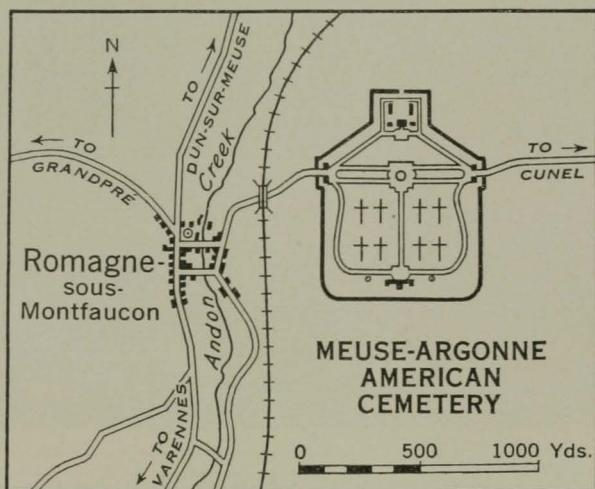 N
TO
DUN-SUR-MEUSE
Creek
TO
GRANDPRÉ
TO
CUNEL
Romagne-
sous-
Montfaucon
Andon
MEUSE-ARGONNE
AMERICAN
CEMETERY
TO
VARENNES
0 500 1000 Yds.